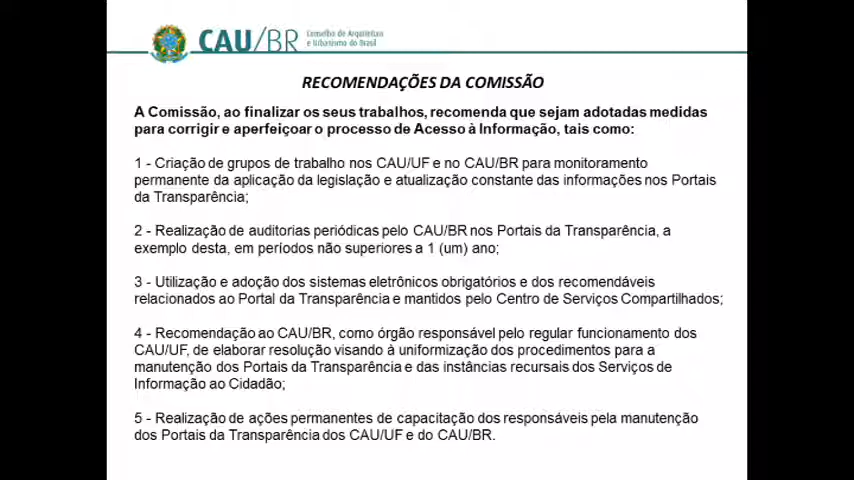 CAU/BR Conselho de Arquitetura
e Urbanismo do Brasil
RECOMENDAÇÕES DA COMISSÃO
A Comissão, ao finalizar os seus trabalhos, recomenda que sejam adotadas medidas
para corrigir e aperfeiçoar o processo de Acesso à Informação, tais como:
1 - Criação de grupos de trabalho nos CAU/UF e no CAU/BR para monitoramento
permanente da aplicação da legislação e atualização constante das informações nos Portais
da Transparência;
2 - Realização de auditorias periódicas pelo CAU/BR nos Portais da Transparência, a
exemplo desta, em períodos não superiores a 1 (um) ano;
3 - Utilização e adoção dos sistemas eletrônicos obrigatórios e dos recomendáveis
relacionados ao Portal da Transparência e mantidos pelo Centro de Serviços Compartilhados;
4 - Recomendação ao CAU/BR, como órgão responsável pelo regular funcionamento dos
CAU/UF, de elaborar resolução visando à uniformização dos procedimentos para a
manutenção dos Portais da Transparência e das instâncias recursais dos Serviços de
Informação ao Cidadão;
5 - Realização de ações permanentes de capacitação dos responsáveis pela manutenção
dos Portais da Transparência dos CAU/UF e do CAU/BR.